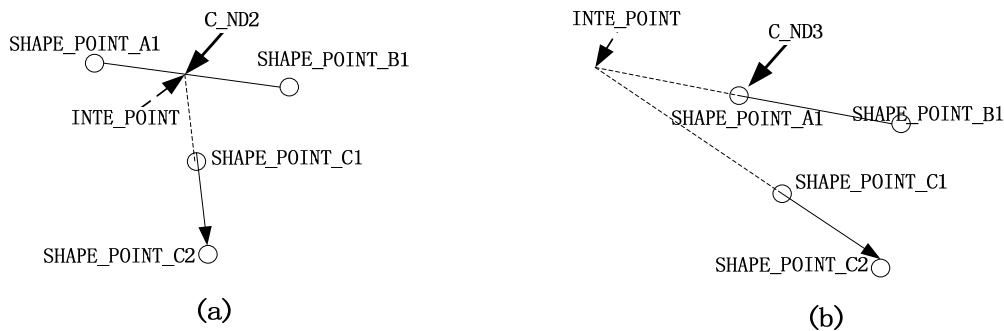 C_ND2
SHAPE_POINT_A1
SHAPE_POINT_B1
INTE_POINT
SHAPE_POINT_C1
SHAPE_POINT_C2
(a)
INTE_POINT
C_ND3
SHAPE_POINT_A1
SHAPE_POINT_B1
SHAPE_POINT_C1
SHAPE_POINT_C2
(b)